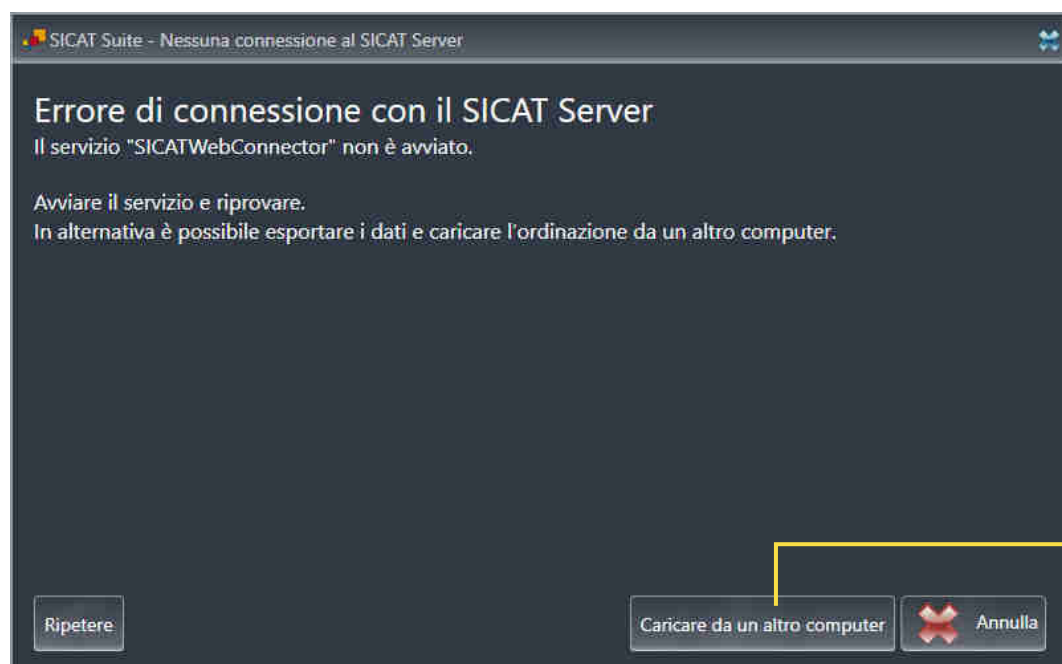 SICAT Suite - Nessuna connessione al SICAT Server
Errore di connessione con il SICAT Server
Il servizio "SICATWebConnector" non è avviato.
Avviare il servizio e riprovare.
In alternativa è possibile esportare i dati e caricare l'ordinazione da un altro computer.
Ripetere
Caricare da un altro computer
Annulla